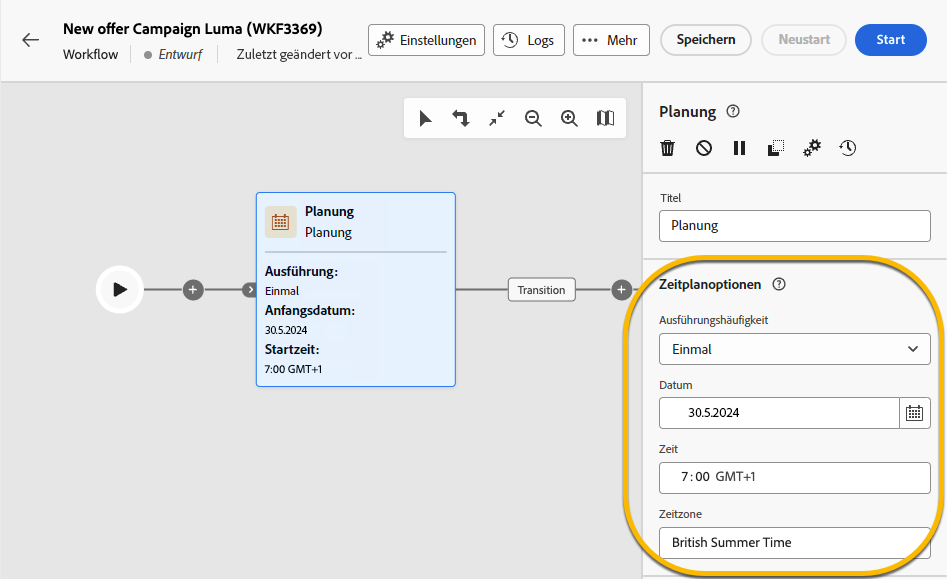 New offer Campaign Luma (WKF3369)
Workflow Entwurf Zuletzt geändert vor ...
Einstellungen Logs Mehr Speichern Neustart Start
Planung
Titel
Planung
Planung
Planung
Ausführung:
Einmal
Anfangsdatum:
30.5.2024
Startzeit:
7:00 GMT+1
Transition
Zeitplanoptionen
Ausführungshäufigkeit
Einmal
Datum
30.5.2024
Zeit
7:00 GMT+1
Zeitzone
British Summer Time